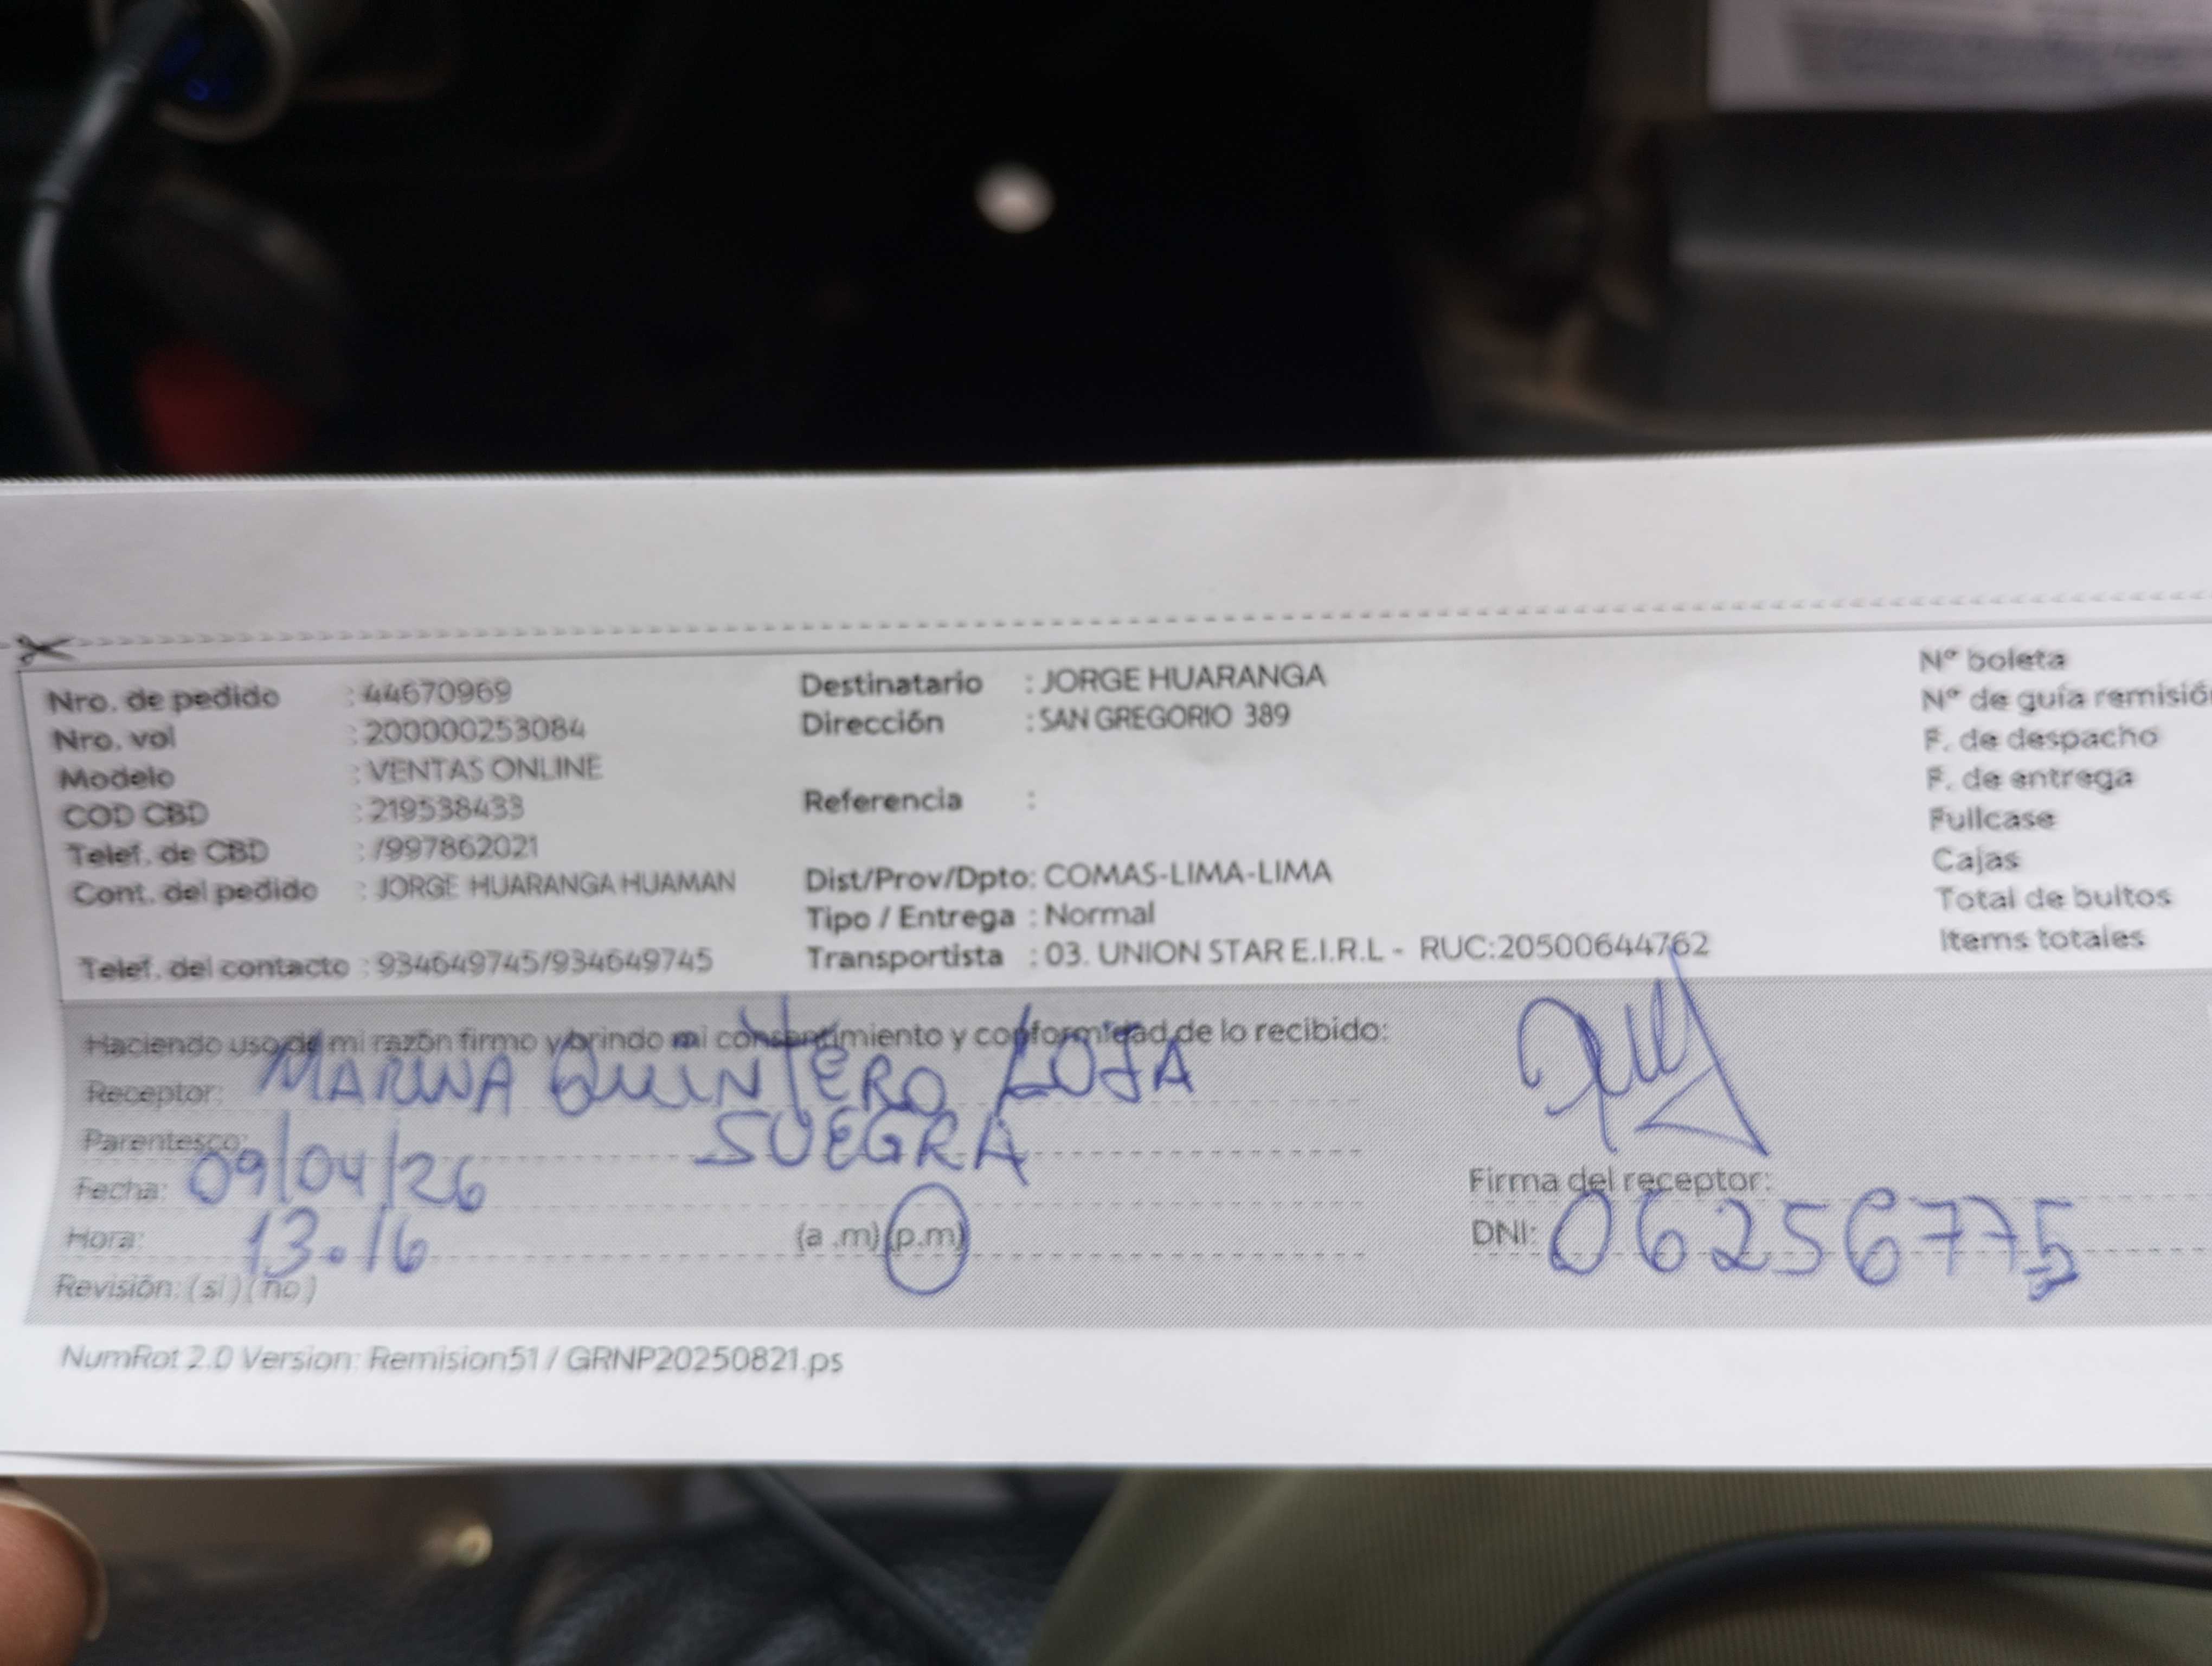 Nro. de pedido : 44670969
Nro. vol : 200000253084
Modelo : VENTAS ONLINE
COD CBD : 219538433
Telef. de CBD : /997862021
Cont. del pedido : JORGE HUARANGA HUAMAN
Telef. del contacto : 934649745/934649745
Destinatario : JORGE HUARANGA
Dirección : SAN GREGORIO 389
Referencia :
Dist/Prov/Dpto: COMAS-LIMA-LIMA
Tipo / Entrega : Normal
Transportista : 03. UNION STAR E.I.R.L - RUC:20500644762
N° boleta
N° de guía remisión
F. de despacho
F. de entrega
Fullcase
Cajas
Total de bultos
Items totales
Haciendo uso de mi razón firmo y brindo mi consentimiento y conformidad de lo recibido:
Receptor: MARINA QUINTERO LOJA
Parentesco: SUEGRA
Fecha: 09/04/26
Hora: 13.16 (a .m) (p.m)
Revisión: (si) (no)
Firma del receptor:
DNI: 06256775
NumRot 2.0 Version: Remision51 / GRNP20250821.ps